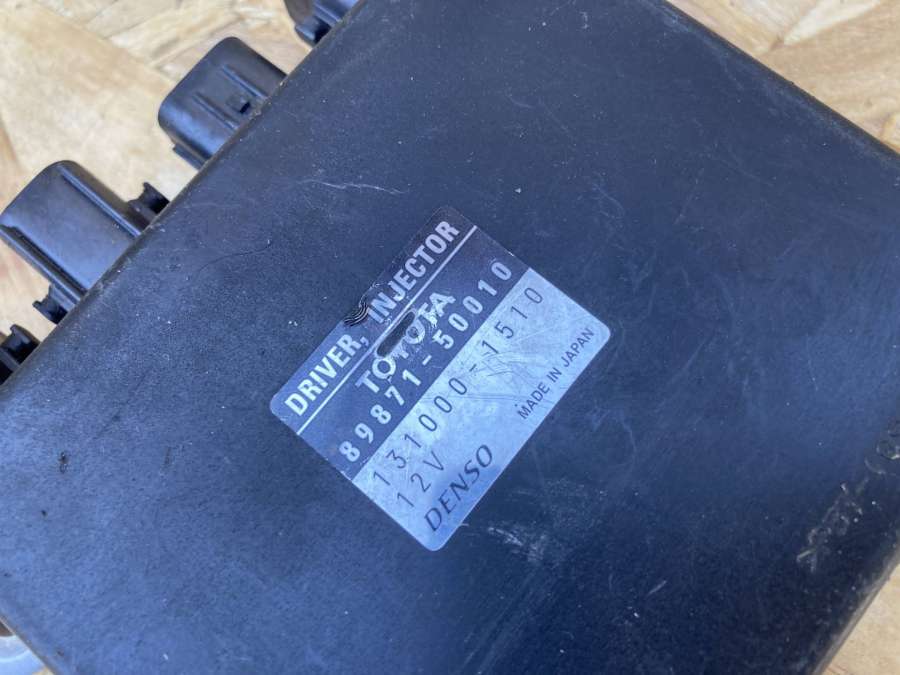 DRIVER, INJECTOR
TOYOTA
89871-50010
131000-1510
12V
DENSO MADE IN JAPAN